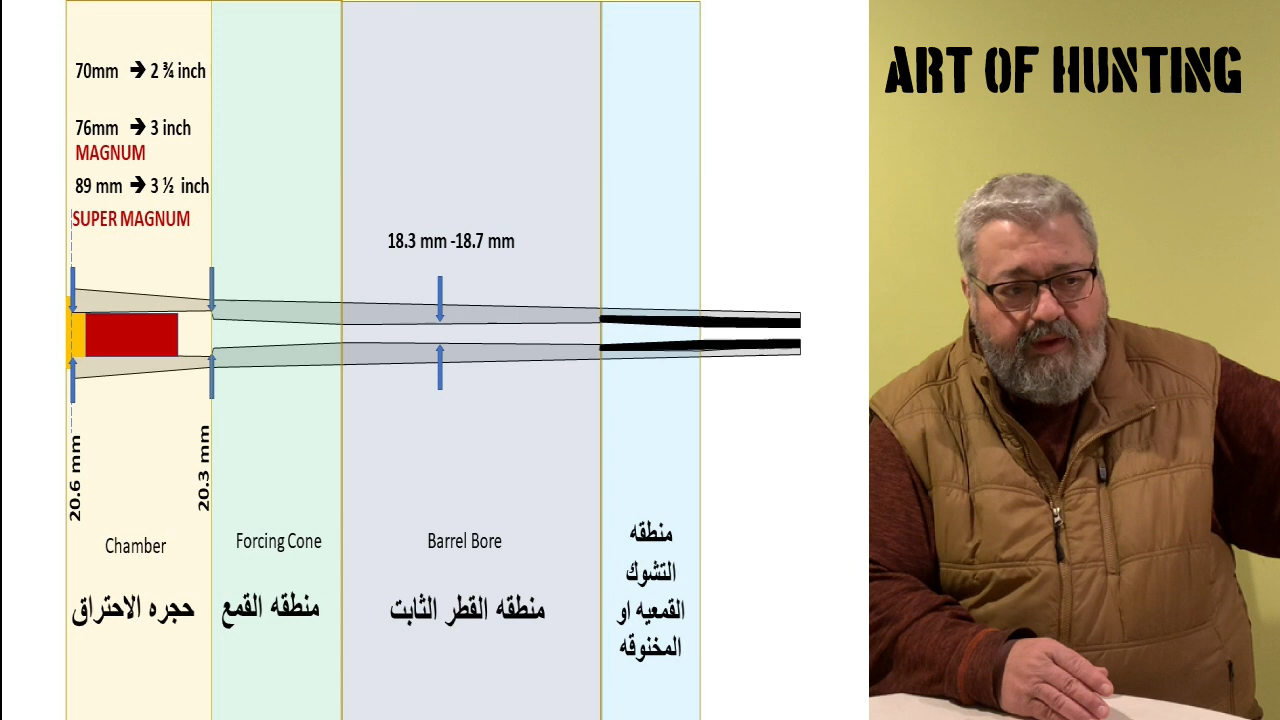 70mm ➔ 2 ¾ inch
76mm ➔ 3 inch
MAGNUM
89 mm ➔ 3 ½ inch
SUPER MAGNUM
18.3 mm -18.7 mm
20.6 mm
20.3 mm
Chamber
Forcing Cone
Barrel Bore
حجره الاحتراق
منطقه القمع
منطقه القطر الثابت
منطقه
التشوك
القمعيه او
المخنوقه
ART OF HUNTING